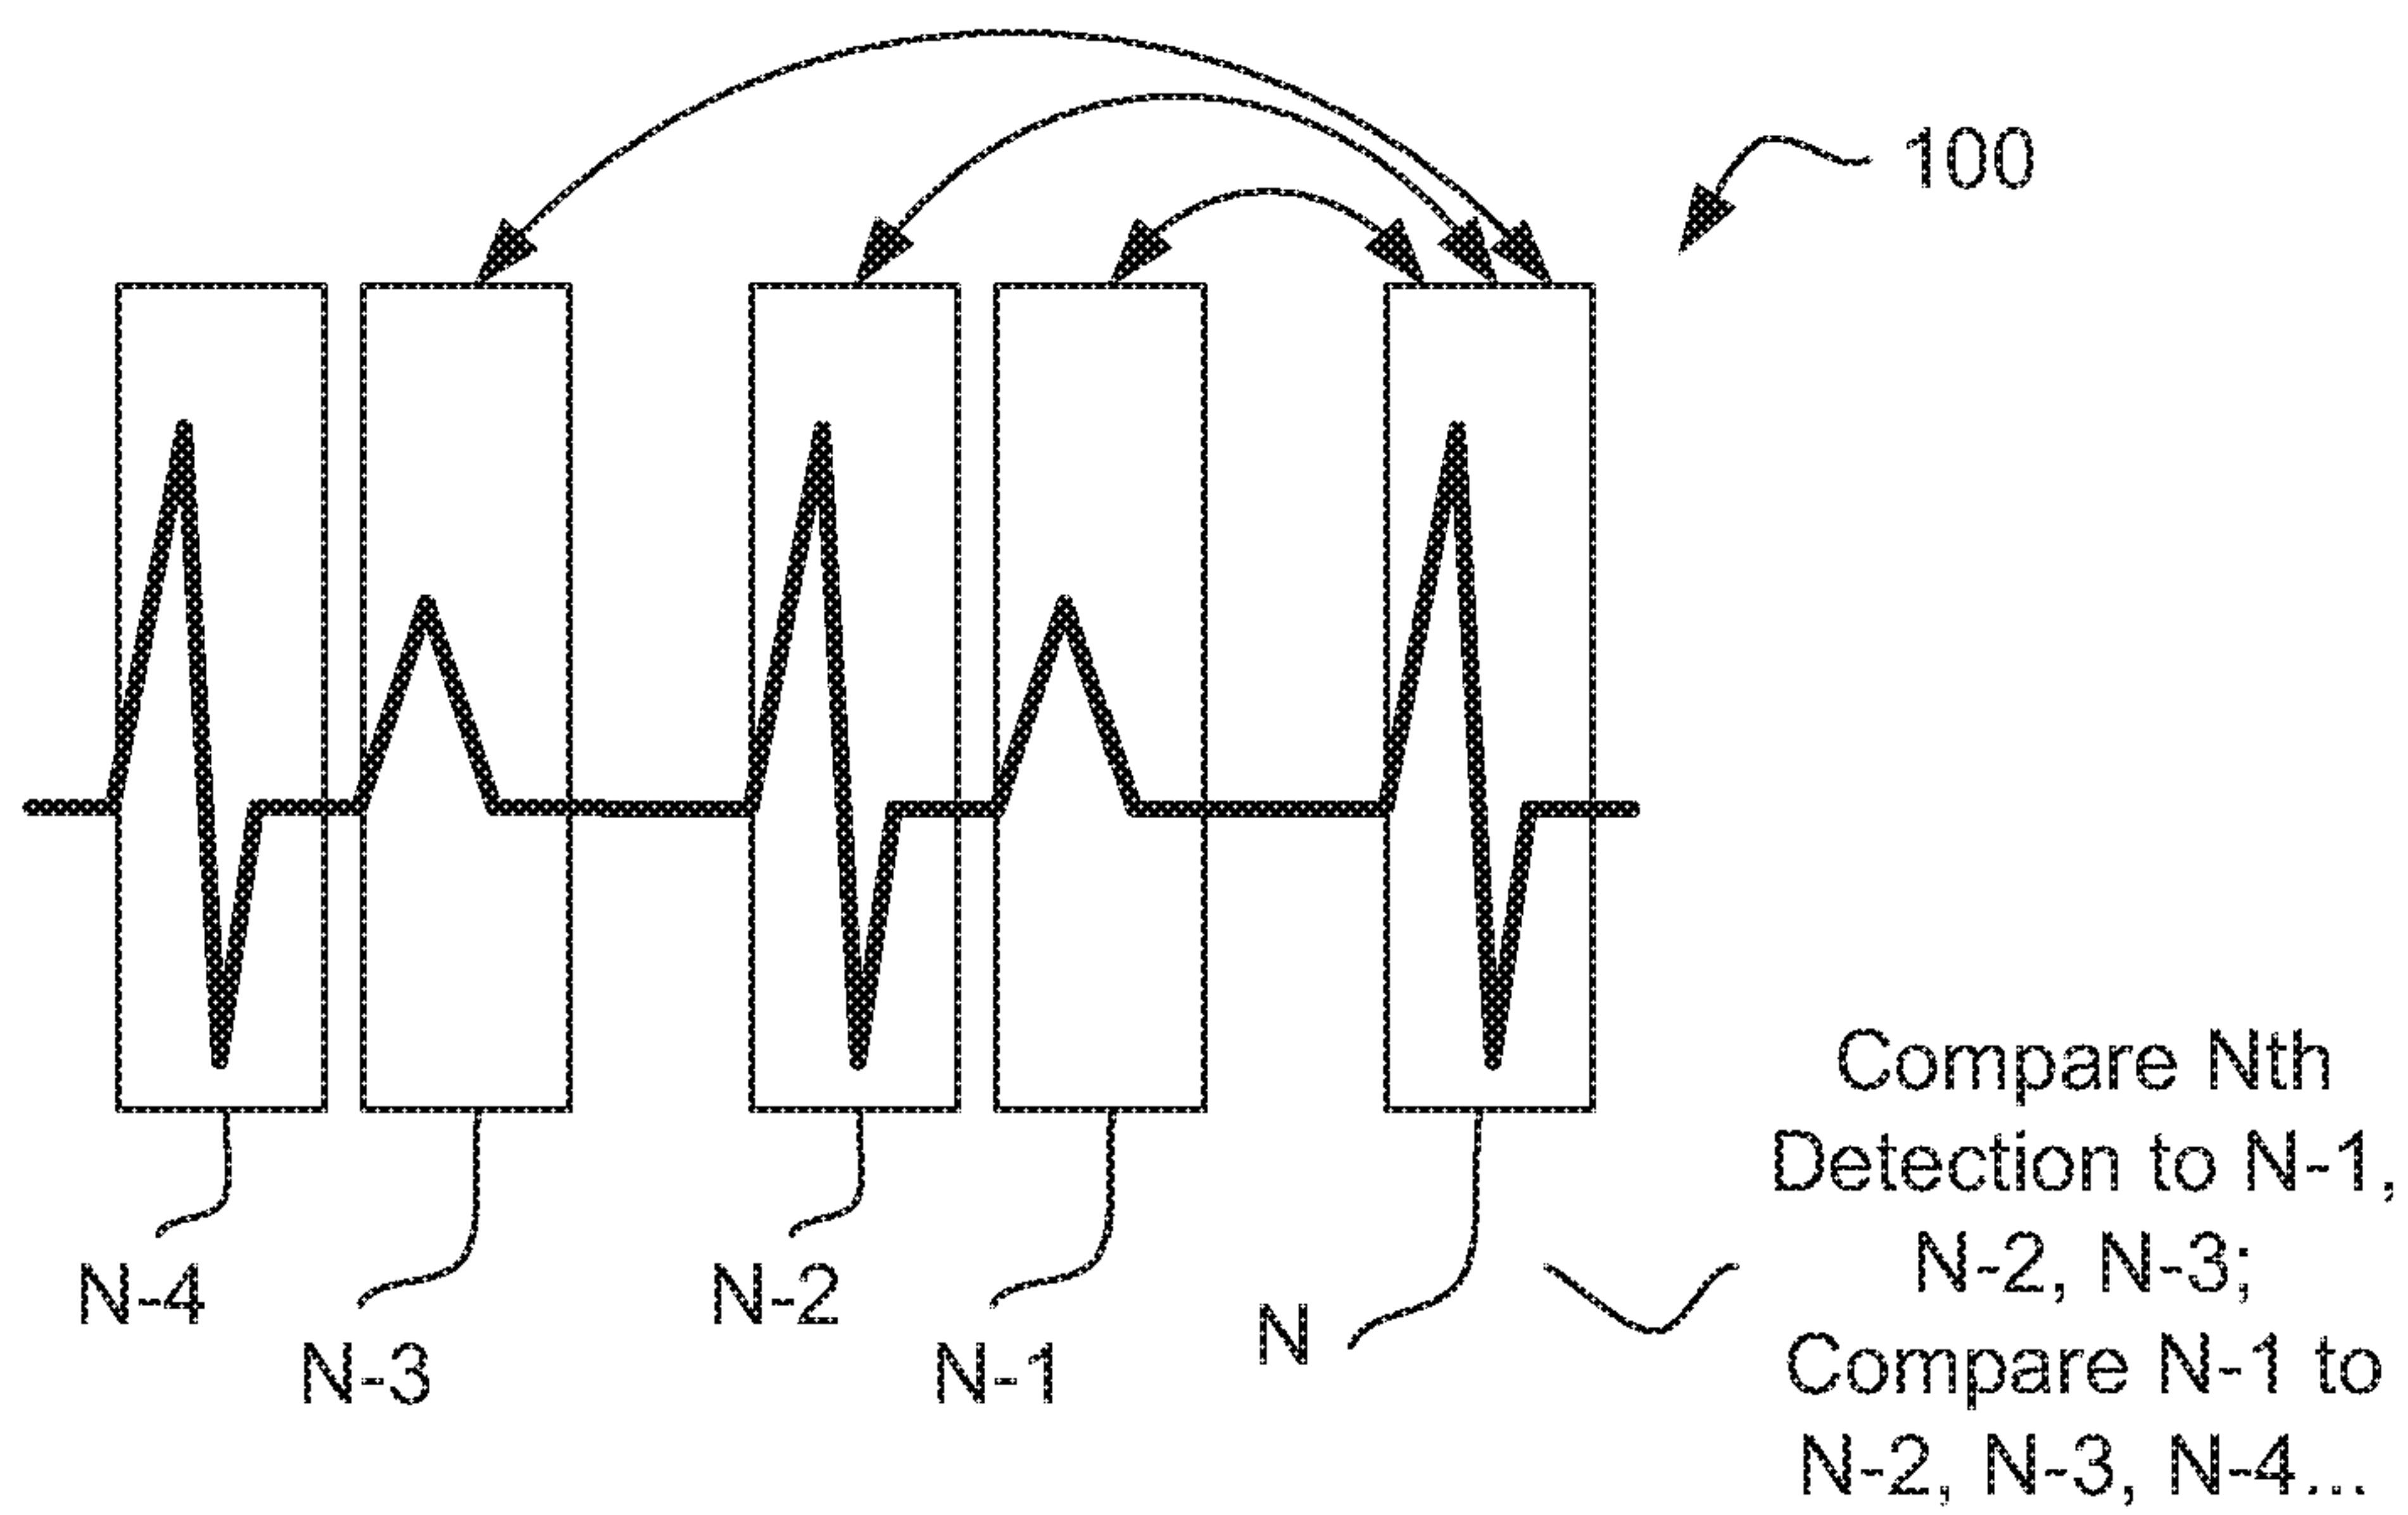 100
N-4
N-3
N-2
N-1
N
Compare Nth
Detection to N-1,
N-2, N-3;
Compare N-1 to
N-2, N-3, N-4...